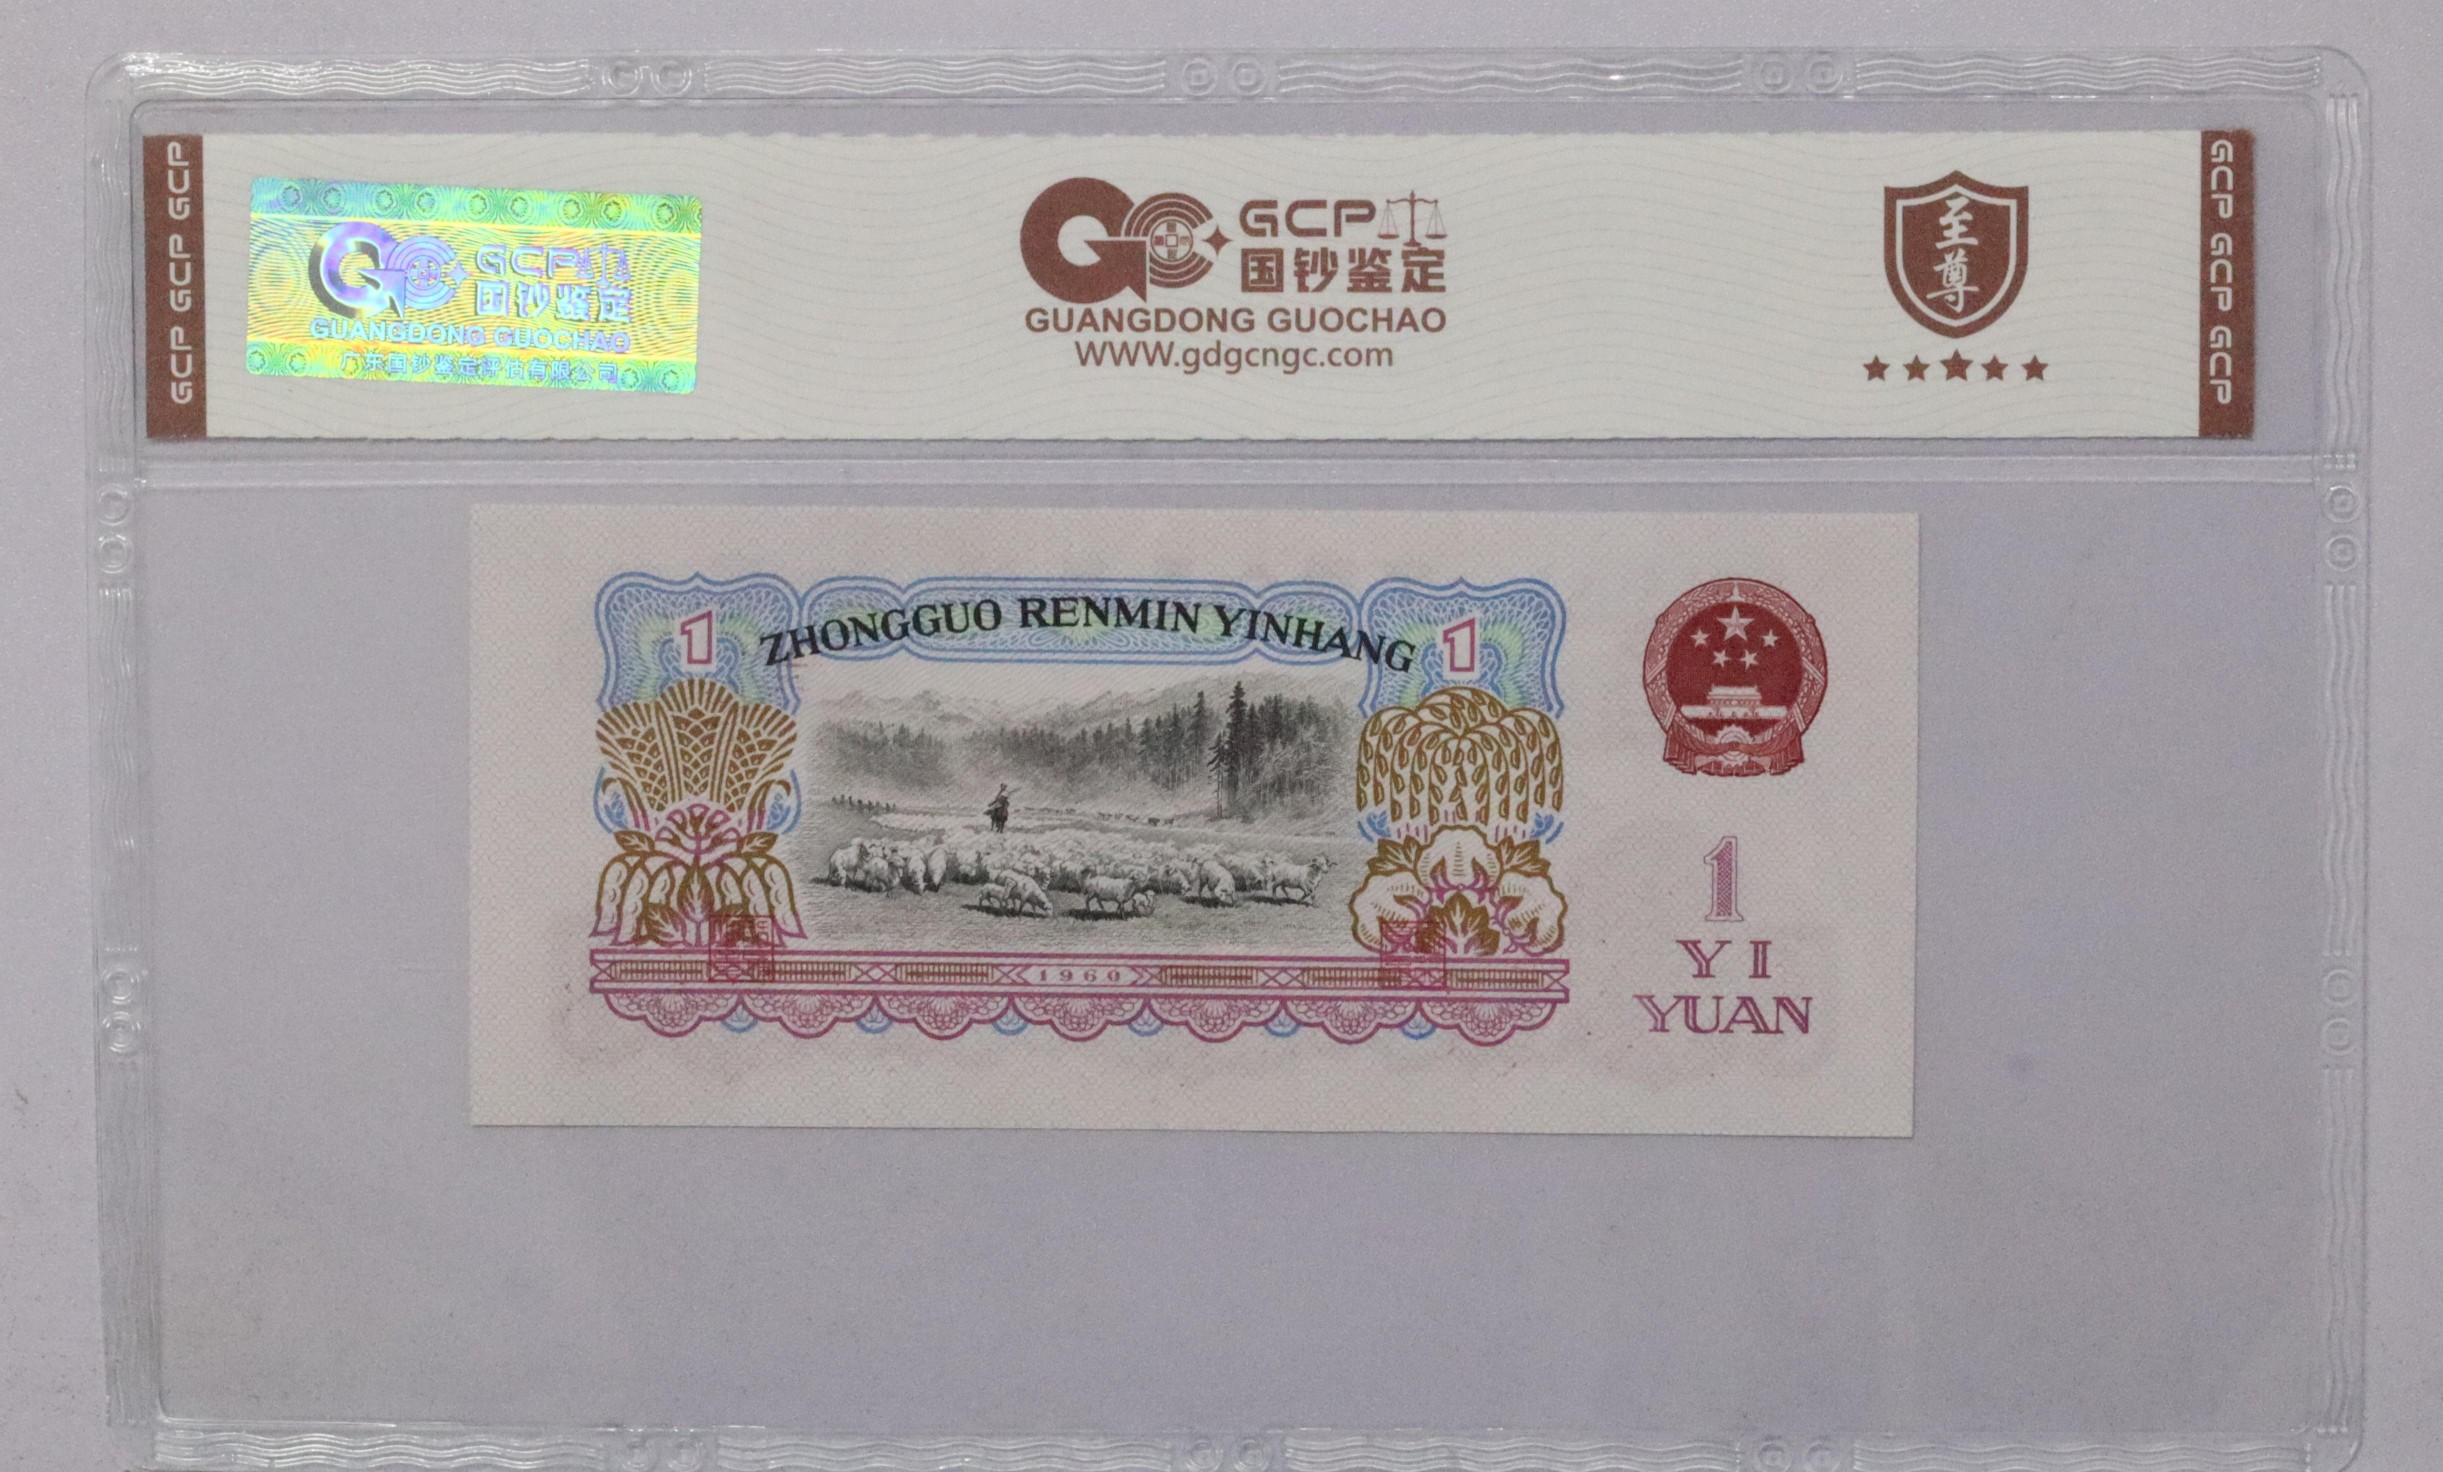 GCP GCP GCP
GCP
国钞鉴定
GUANGDONG GUOCHAO
广东国钞鉴定评估有限公司
GCP
国钞鉴定
GUANGDONG GUOCHAO
WWW.gdgcngc.com
至尊
GCP GCP GCP
1
ZHONGGUO RENMIN YINHANG
1
1960
1
YI
YUAN